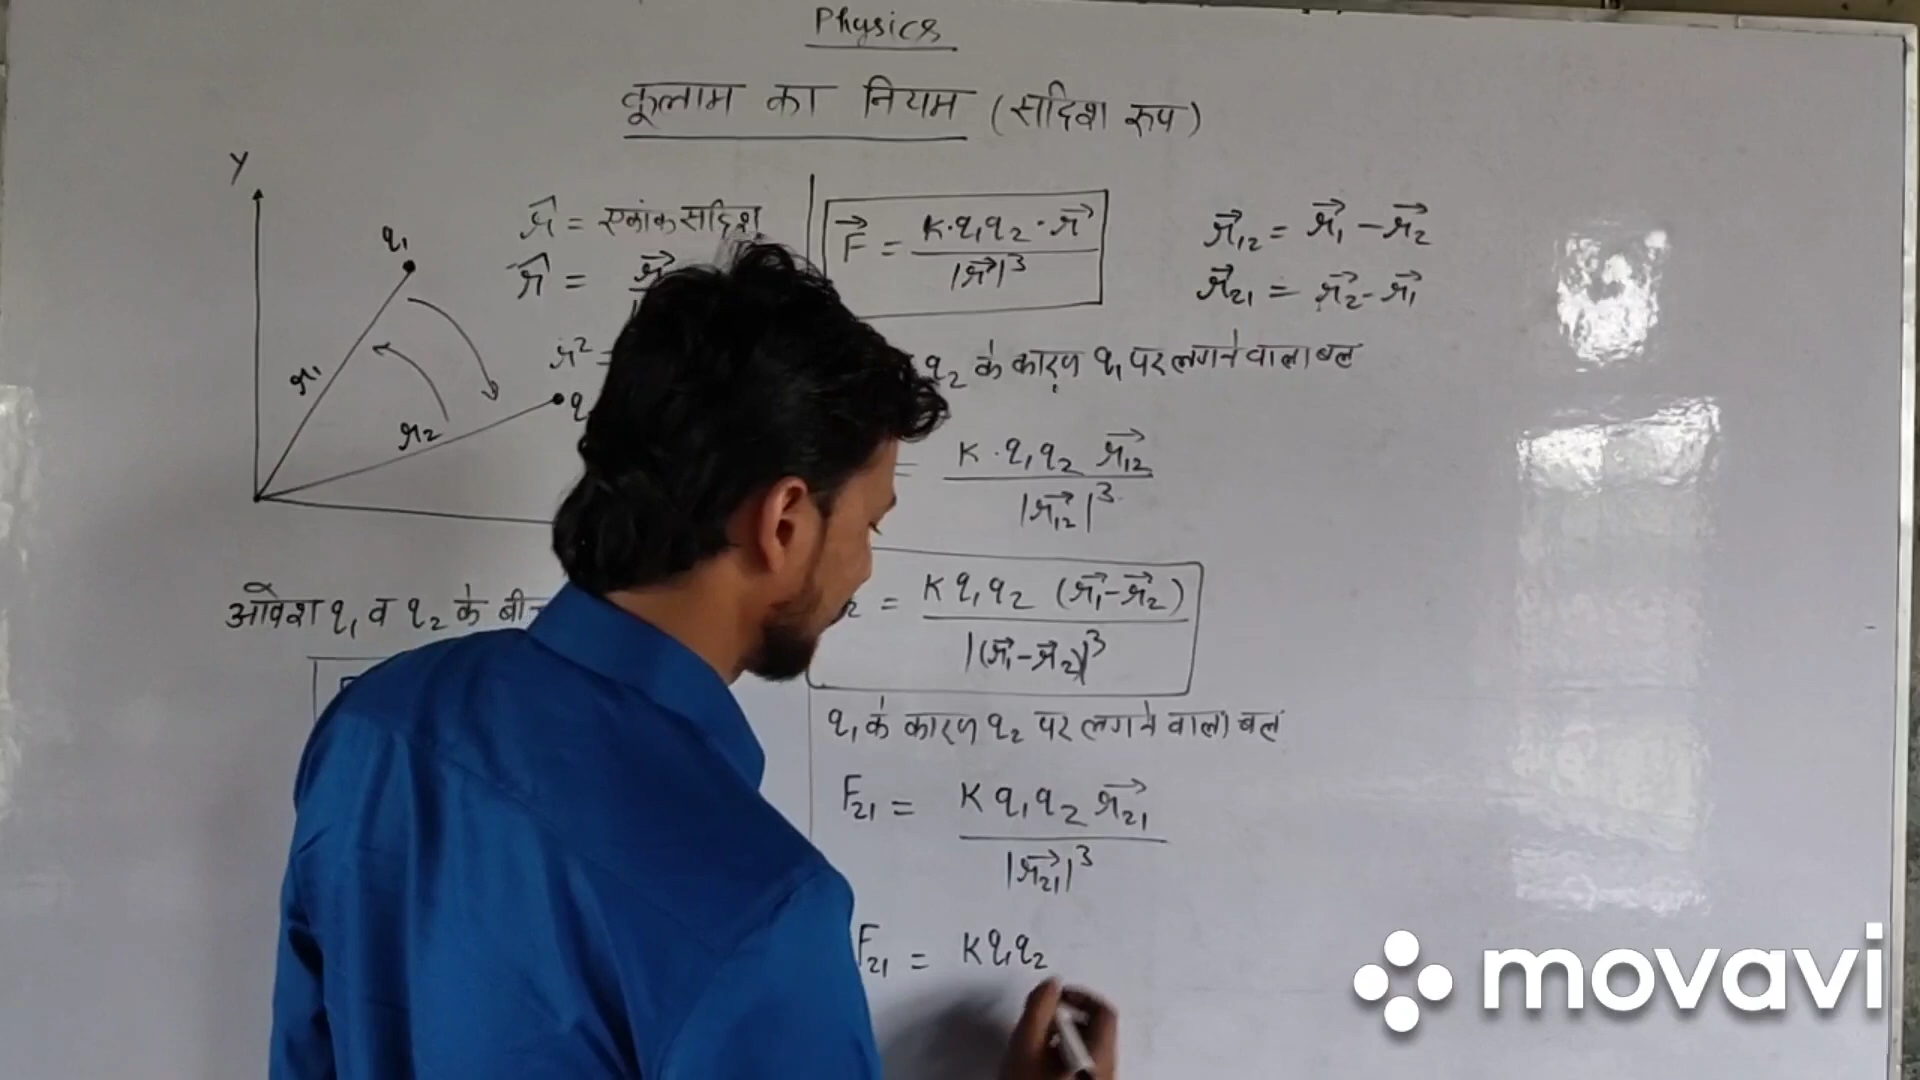 Physics
कूलाम का नियम (सदिश रुप)
Y
q₁
r₁
r₂
r̂ = एकांक सदिश
r̂ = r⃗
r² =
आवेश q₁ व q₂ के
F⃗ = K·q₁q₂·r⃗ / |r⃗|³
r⃗₁₂ = r⃗₁ - r⃗₂
r⃗₂₁ = r⃗₂ - r⃗₁
q₂ के कारण q₁ पर लगने वाला बल
= K·q₁q₂ r⃗₁₂ / |r⃗₁₂|³
= K q₁q₂ (r⃗₁ - r⃗₂) / |(r⃗₁ - r⃗₂)|³
q₁ के कारण q₂ पर लगने वाला बल
F₂₁ = K q₁q₂ r⃗₂₁ / |r⃗₂₁|³
F₂₁ = K q₁q₂
movavi